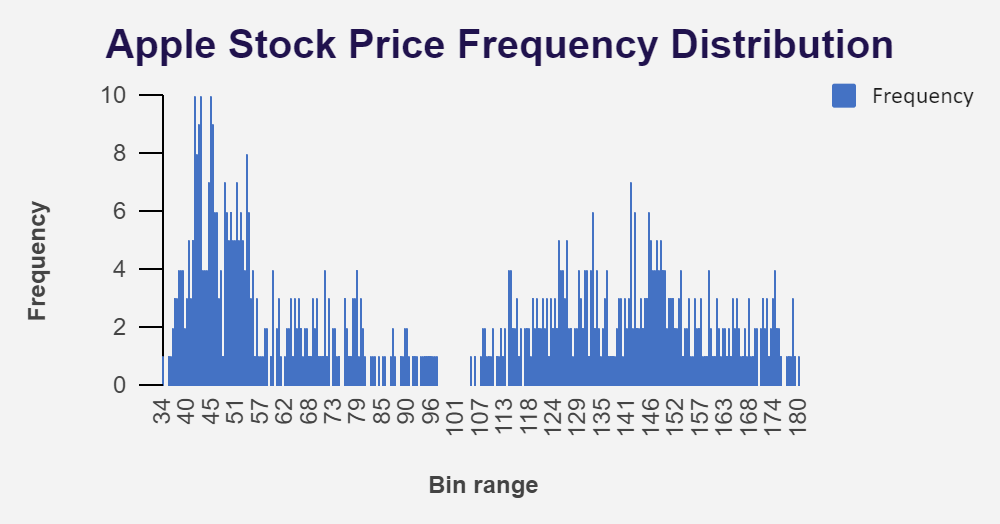 Apple Stock Price Frequency Distribution
Frequency
10
8
6
4
2
0
Frequency
34 40 45 51 57 62 68 73 79 85 90 96 101 107 113 118 124 129 135 141 146 152 157 163 168 174 180
Bin range